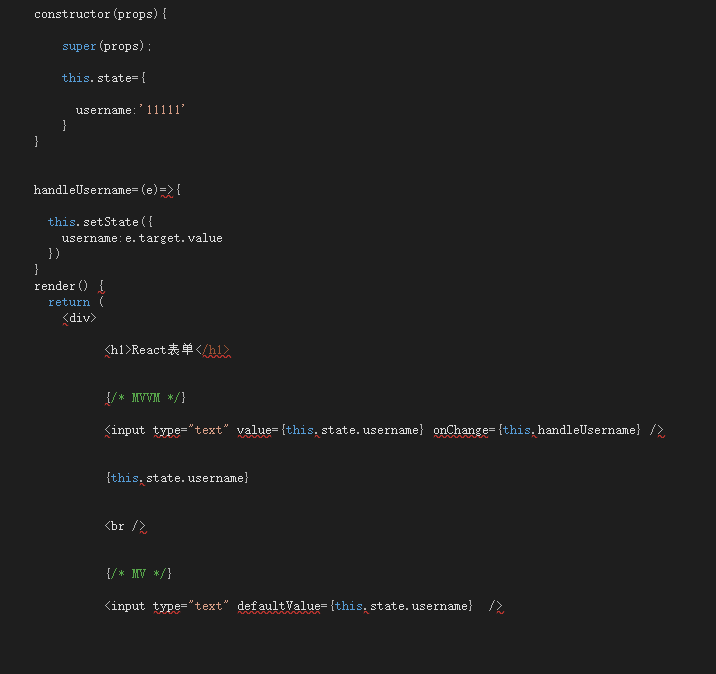 constructor(props){
super(props);
this.state={
username:'11111'
}
}
handleUsername=(e)=>{
this.setState({
username:e.target.value
})
}
render() {
return (
<div>
<h1>React表单</h1>
{/* MVVM */}
<input type="text" value={this.state.username} onChange={this.handleUsername} />
{this.state.username}
<br />
{/* MV */}
<input type="text" defaultValue={this.state.username}  />